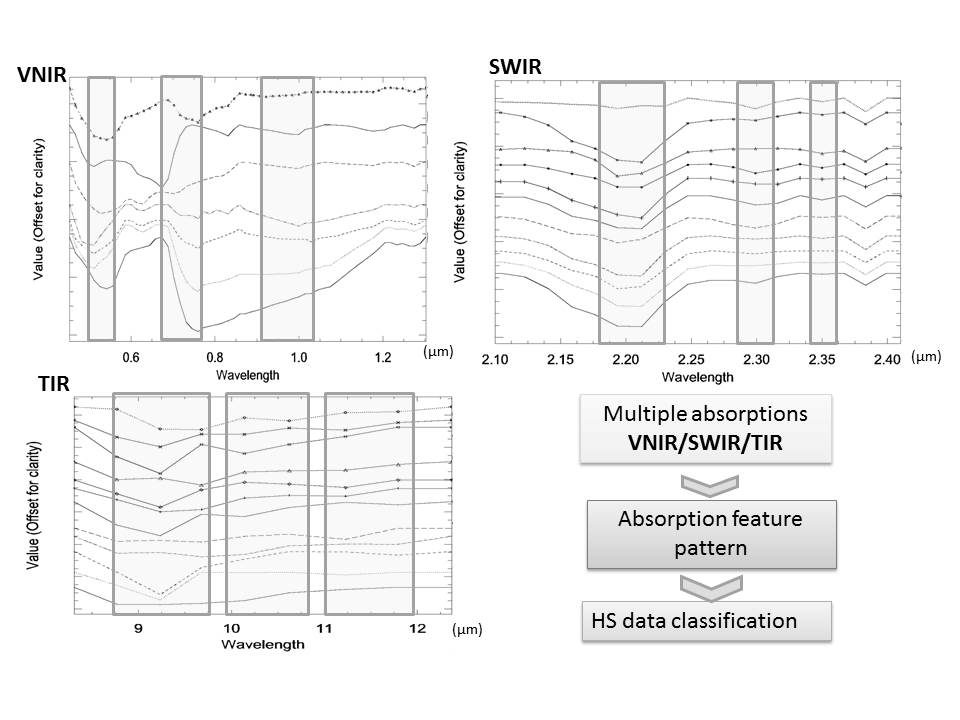 VNIR
Value (Offset for clarity)
0.6 0.8 1.0 1.2 (μm)
Wavelength
SWIR
Value (Offset for clarity)
2.10 2.15 2.20 2.25 2.30 2.35 2.40 (μm)
Wavelength
TIR
Value (Offset for clarity)
9 10 11 12 (μm)
Wavelength
Multiple absorptions
VNIR/SWIR/TIR
Absorption feature
pattern
HS data classification